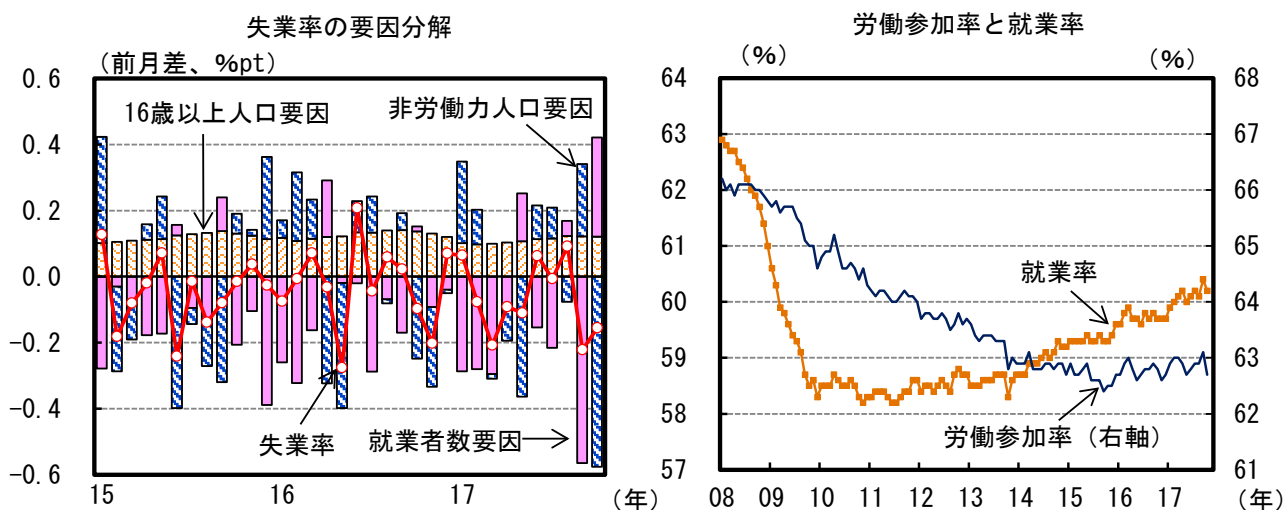 失業率の要因分解
(前月差、%pt)
0.6
0.4
0.2
0.0
-0.2
-0.4
-0.6
16歳以上人口要因
非労働力人口要因
失業率
就業者数要因
15
16
17
(年)
労働参加率と就業率
(%)
(%)
64
63
62
61
60
59
58
57
68
67
66
65
64
63
62
61
就業率
労働参加率(右軸)
08 09 10 11 12 13 14 15 16 17
(年)